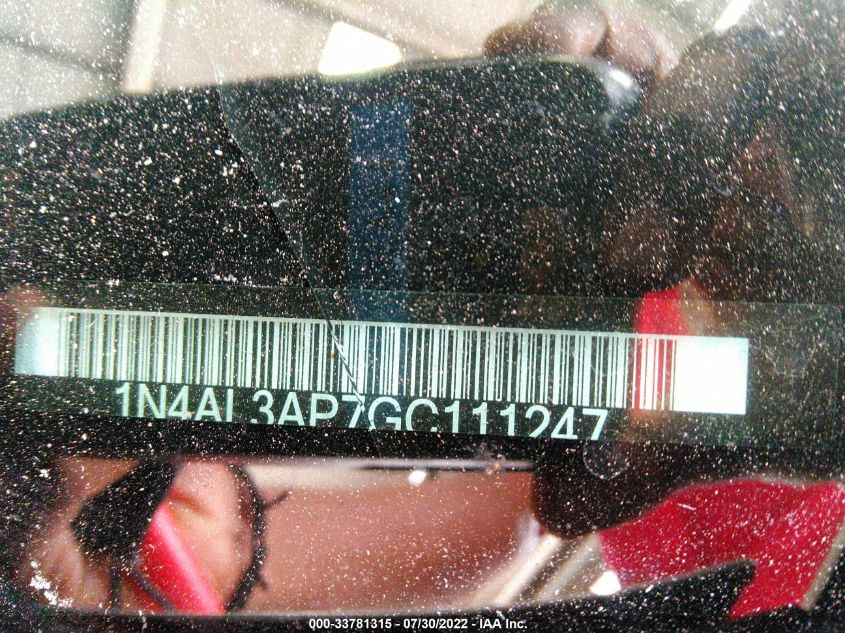 1N4AL3AP7GC111247
000-33781315 - 07/30/2022 - IAA Inc.